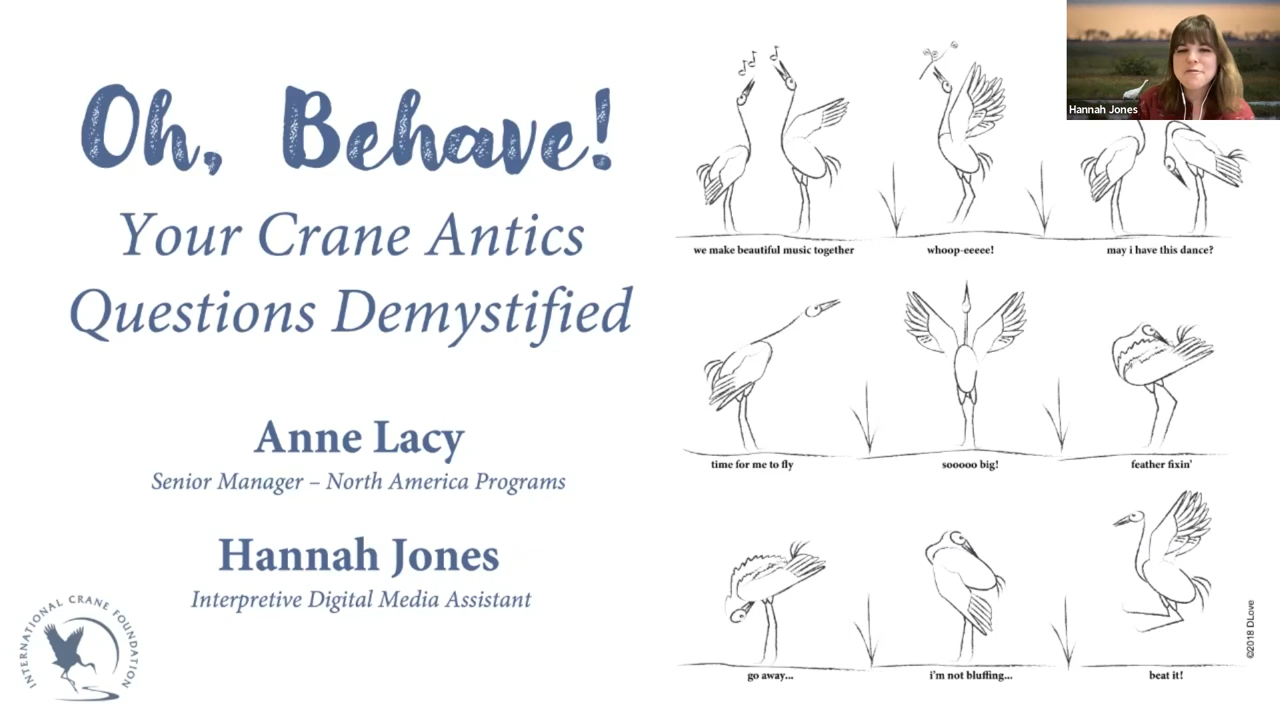 Oh, Behave!
Your Crane Antics
Questions Demystified
Anne Lacy
Senior Manager – North America Programs
Hannah Jones
Interpretive Digital Media Assistant
INTERNATIONAL CRANE FOUNDATION
Hannah Jones
we make beautiful music together
whoop-eeeee!
may i have this dance?
time for me to fly
sooooo big!
feather fixin'
go away...
i'm not bluffing...
beat it!
©2018 DLove